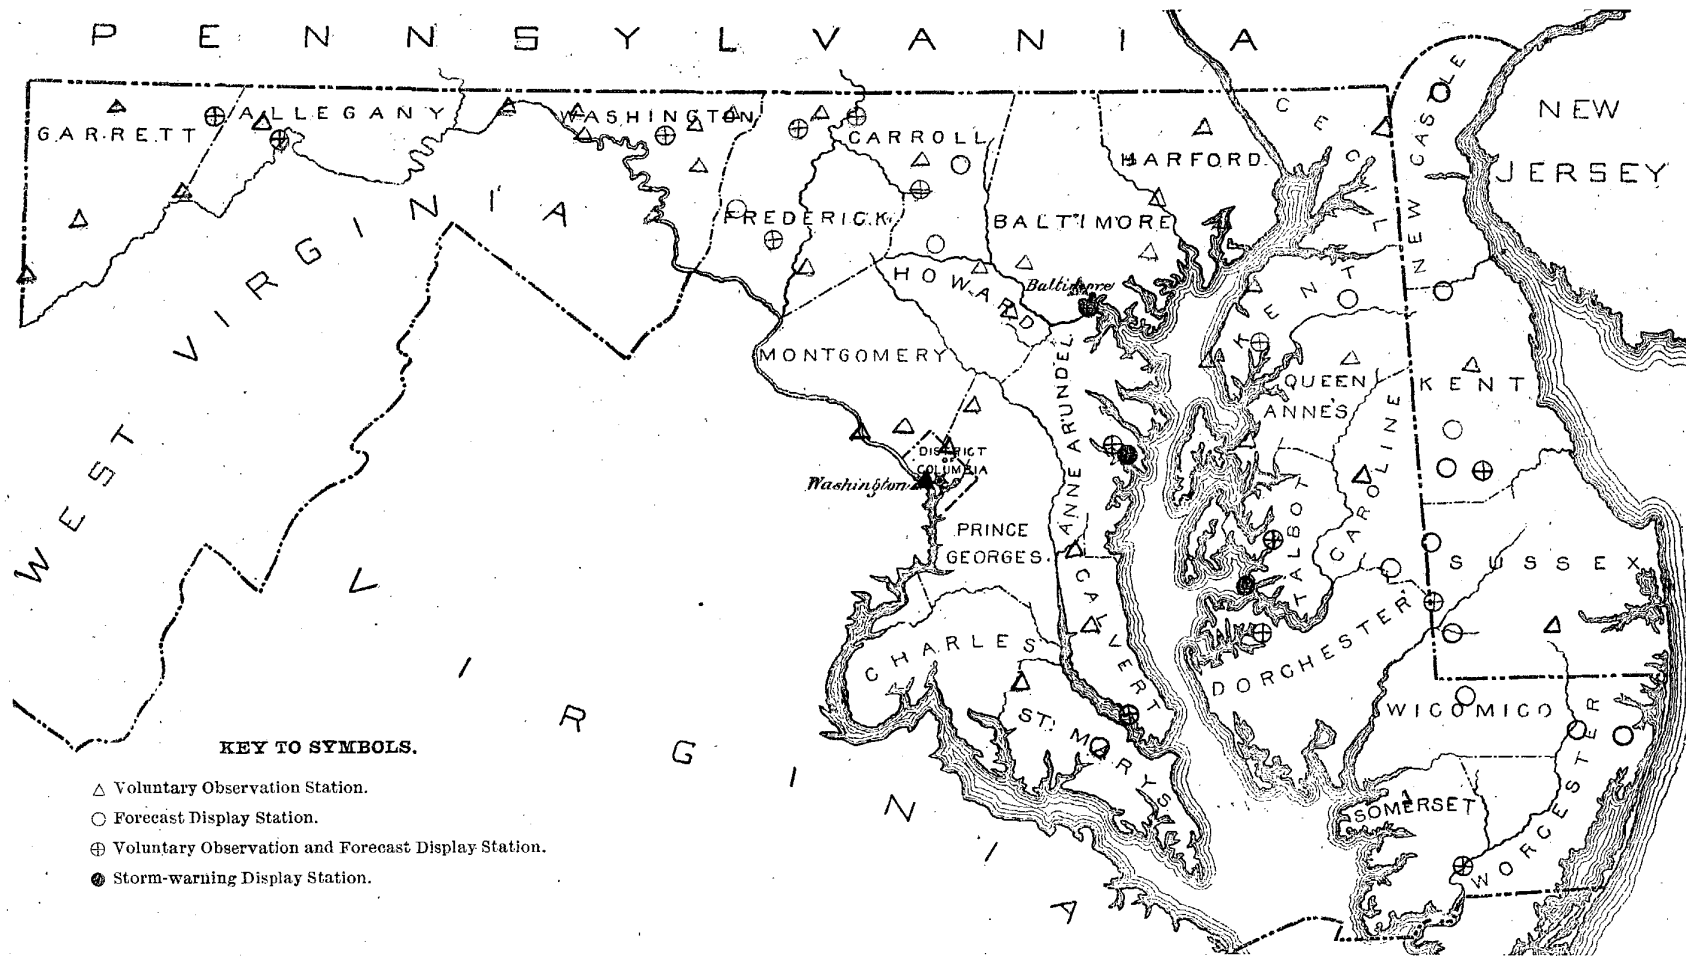 PENNSYLVANIA
NEW CASTLE
NEW
JERSEY
GARRETT
ALLEGANY
WASHINGTON
CARROLL
HARFORD
CECIL
FREDERICK
BALTIMORE
HOWARD
Baltimore
KENT
WEST VIRGINIA
MONTGOMERY
ANNE ARUNDEL
QUEEN
ANNE'S
CAROLINE
KENT
DISTRICT
COLUMBIA
Washington
PRINCE
GEORGES.
TALBOT
SUSSEX
CALVERT
CHARLES
DORCHESTER
ST. MARYS
WICOMICO
WORCESTER
SOMERSET
VIRGINIA
KEY TO SYMBOLS.
Voluntary Observation Station.
Forecast Display Station.
Voluntary Observation and Forecast Display Station.
Storm-warning Display Station.